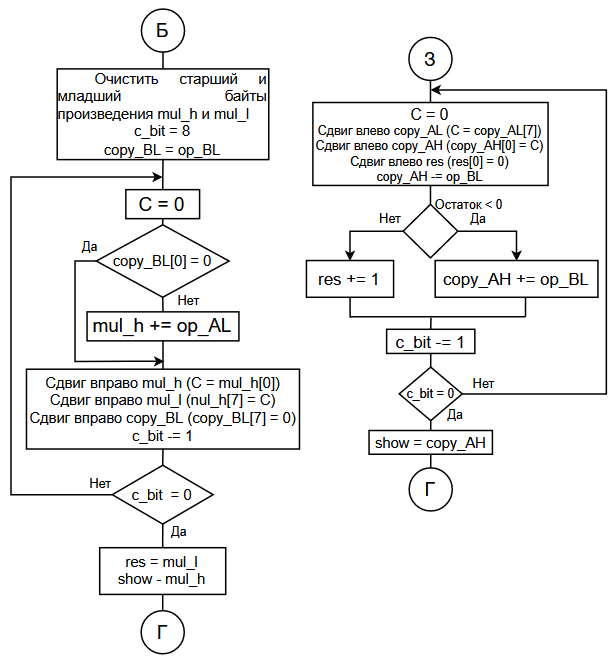 Б
Очистить старший и
младший байты
произведения mul_h и mul_l
c_bit = 8
copy_BL = op_BL
C = 0
Да
copy_BL[0] = 0
Нет
mul_h += op_AL
Сдвиг вправо mul_h (C = mul_h[0])
Сдвиг вправо mul_l (nul_h[7] = C)
Сдвиг вправо copy_BL (copy_BL[7] = 0)
c_bit -= 1
Нет
c_bit = 0
Да
res = mul_l
show - mul_h
Г
З
C = 0
Сдвиг влево copy_AL (C = copy_AL[7])
Сдвиг влево copy_AH (copy_AH[0] = C)
Сдвиг влево res (res[0] = 0)
copy_AH -= op_BL
Остаток < 0
Нет
Да
res += 1
copy_AH += op_BL
c_bit -= 1
c_bit = 0
Нет
Да
show = copy_AH
Г